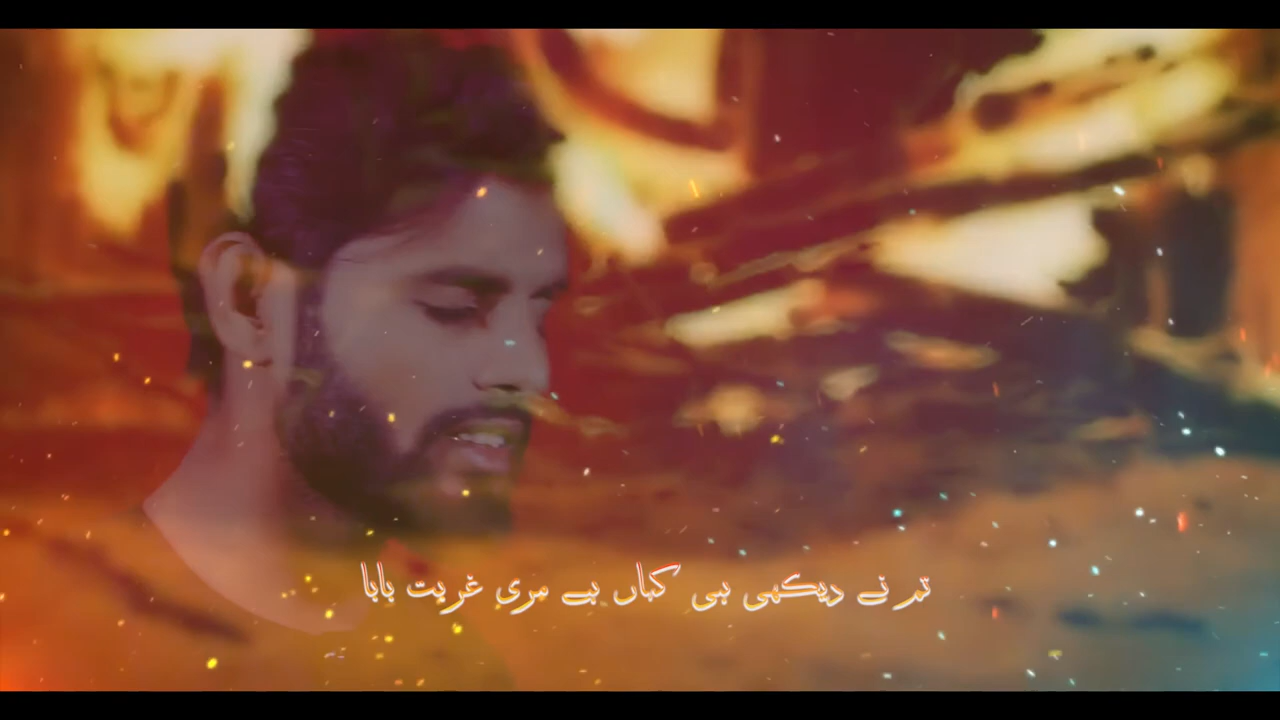 تم نے دیکھی ہی کہاں ہے مری غربت بابا